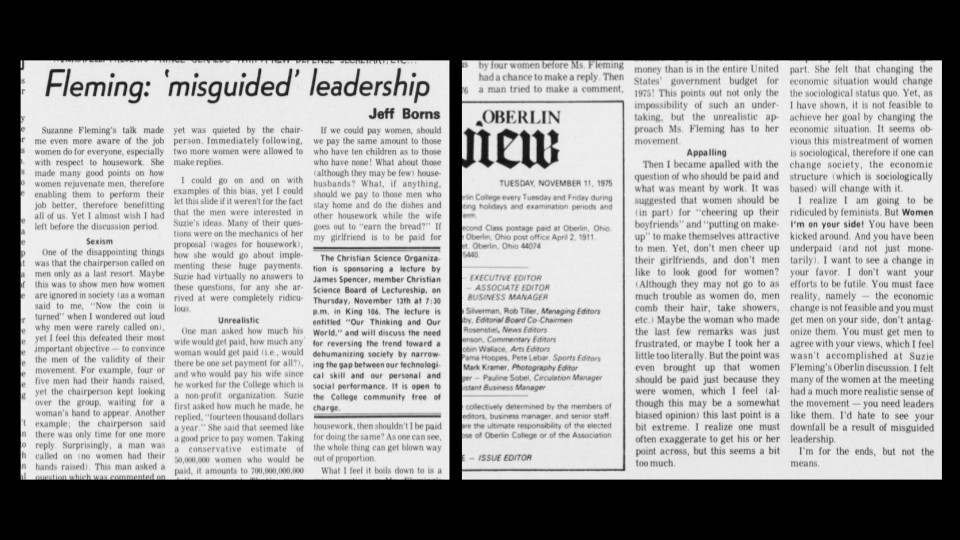 Fleming: 'misguided' leadership
Jeff Borns
Suzanne Fleming's talk made
me even more aware of the job
women do for everyone, especially
with respect to housework. She
made many good points on how
women rejuvenate men, therefore
enabling them to perform their
job better, therefore benefitting
all of us. Yet I almost wish I had
left before the discussion period.
Sexism
One of the disappointing things
was that the chairperson called on
men only as a last resort. Maybe
this was to show men how women
are ignored in society (as a woman
said to me, "Now the coin is
turned" when I wondered out loud
why men were rarely called on),
yet I feel this defeated their most
important objective — to convince
the men of the validity of their
movement. For example, four or
five men had their hands raised,
yet the chairperson kept looking
over the group, waiting for a
woman's hand to appear. Another
example; the chairperson said
there was only time for one more
reply. Surprisingly, a man was
called on (no women had their
hands raised). This man asked a
question which was commented on
yet was quieted by the chair-
person. Immediately following,
two more women were allowed to
make replies.
I could go on and on with
examples of this bias, yet I could
let this slide if it weren't for the fact
that the men were interested in
Suzie's ideas. Many of their ques-
tions were on the mechanics of her
proposal (wages for housework),
how she would go about imple-
menting these huge payments.
Suzie had virtually no answers to
these questions, for any she ar-
rived at were completely ridicu-
lous.
Unrealistic
One man asked how much his
wife would get paid, how much any
woman would get paid (i.e., would
there be one set payment for all?),
and who would pay his wife since
he worked for the College which is
a non-profit organization. Suzie
first asked how much he made, he
replied, "fourteen thousand dollars
a year." She said that seemed like
a good price to pay women. Taking
a conservative estimate of
50,000,000 women who would be
paid, it amounts to 700,000,000,000
If we could pay women, should
we pay the same amount to those
who have ten children as to those
who have none? What about those
(although they may be few) house-
husbands? What, if anything,
should we pay to those men who
stay home and do the dishes and
other housework while the wife
goes out to "earn the bread?" If
my girlfriend is to be paid for
The Christian Science Organiza-
tion is sponsoring a lecture by
James Spencer, member Christian
Science Board of Lectureship, on
Thursday, November 13th at 7:30
p.m. in King 106. The lecture is
entitled "Our Thinking and Our
World," and will discuss the need
for reversing the trend toward a
dehumanizing society by narrow-
ing the gap between our technologi-
cal skill and our personal and
social performance. It is open to
the College community free of
charge.
housework, then shouldn't I be paid
for doing the same? As one can see,
the whole thing can get blown way
out of proportion.
What I feel it boils down to is a
by four women before Ms. Fleming
had a chance to make a reply. Then
a man tried to make a comment,
OBERLIN
view
TUESDAY, NOVEMBER 11, 1975
rlin College every Tuesday and Friday during
ting holidays and examination periods and
erm.
econd Class postage paid at Oberlin, Ohio.
Oberlin, Ohio post office April 2, 1911.
et. Oberlin, Ohio 44074
5440.
EXECUTIVE EDITOR
— ASSOCIATE EDITOR
BUSINESS MANAGER
Silverman, Rob Tiller, Managing Editors
by, Editorial Board Co-Chairmen
Rosenstiel, News Editors
enson, Commentary Editors
obin Wallace, Arts Editors
Pama Hoopes, Pete Lebar, Sports Editors
Mark Kramer, Photography Editor
er — Pauline Sobel, Circulation Manager
stant Business Manager
collectively determined by the members of
editors, business manager, and senior staff.
are the ultimate responsibility of the elected
ose of Oberlin College or of the Association
E — ISSUE EDITOR
money than is in the entire United
States' government budget for
1975! This points out not only the
impossibility of such an under-
taking, but the unrealistic ap-
proach Ms. Fleming has to her
movement.
Appalling
Then I became apalled with the
question of who should be paid and
what was meant by work. It was
suggested that women should be
(in part) for "cheering up their
boyfriends" and "putting on make-
up" to make themselves attractive
to men. Yet, don't men cheer up
their girlfriends, and don't men
like to look good for women?
(Although they may not go to as
much trouble as women do, men
comb their hair, take showers,
etc.) Maybe the woman who made
the last few remarks was just
frustrated, or maybe I took her a
little too literally. But the point was
even brought up that women
should be paid just because they
were women, which I feel (al-
though this may be a somewhat
biased opinion) this last point is a
bit extreme. I realize one must
often exaggerate to get his or her
point across, but this seems a bit
too much.
part. She felt that changing the
economic situation would change
the sociological status quo. Yet, as
I have shown, it is not feasible to
achieve her goal by changing the
economic situation. It seems ob-
vious this mistreatment of women
is sociological, therefore if one can
change society, the economic
structure (which is sociologically
based) will change with it.
I realize I am going to be
ridiculed by feminists. But Women
I'm on your side! You have been
kicked around. And you have been
underpaid (and not just mone-
tarily). I want to see a change in
your favor. I don't want your
efforts to be futile. You must face
reality, namely — the economic
change is not feasible and you must
get men on your side, don't antag-
onize them. You must get men to
agree with your views, which I feel
wasn't accomplished at Suzie
Fleming's Oberlin discussion. I felt
many of the women at the meeting
had a much more realistic sense of
the movement — you need leaders
like them. I'd hate to see your
downfall be a result of misguided
leadership.
I'm for the ends, but not the
means.